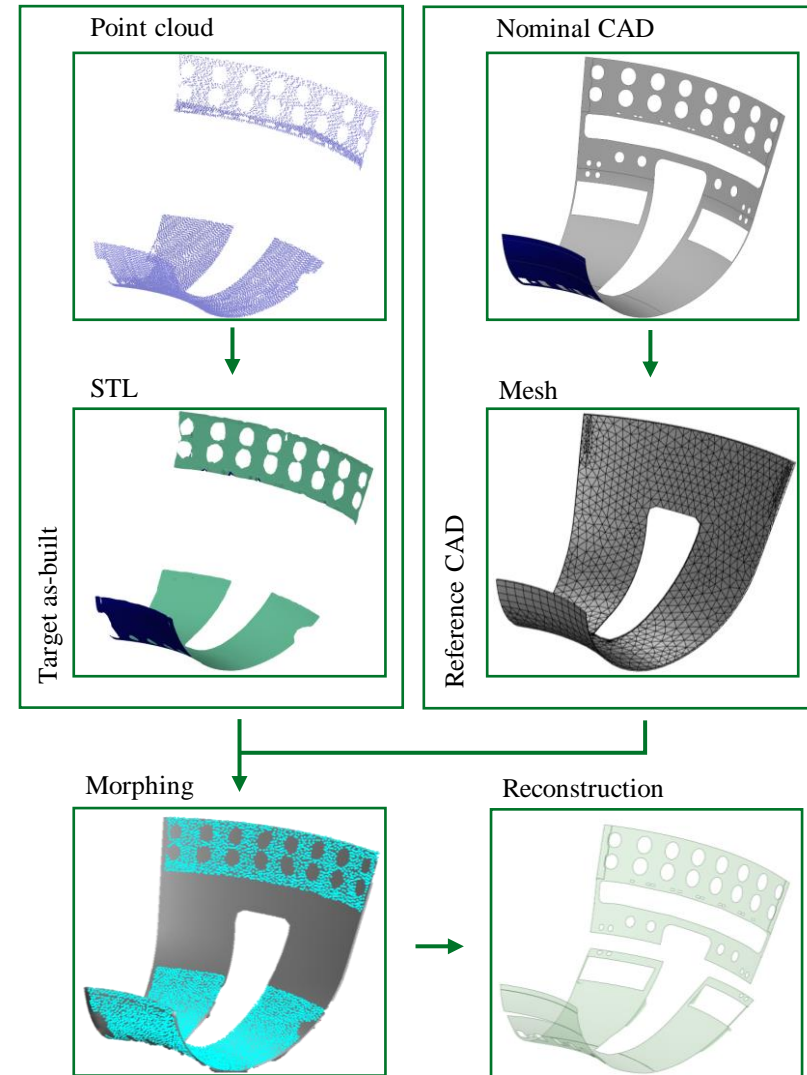 Point cloud
Nominal CAD
STL
Mesh
Target as-built
Reference CAD
Morphing
Reconstruction